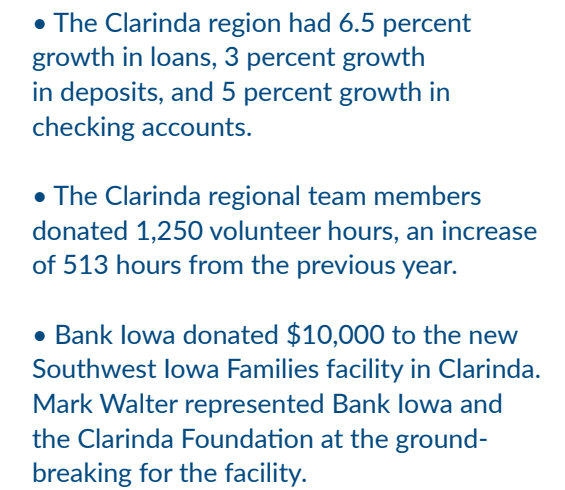 • The Clarinda region had 6.5 percent
growth in loans, 3 percent growth
in deposits, and 5 percent growth in
checking accounts.
• The Clarinda regional team members
donated 1,250 volunteer hours, an increase
of 513 hours from the previous year.
• Bank Iowa donated $10,000 to the new
Southwest Iowa Families facility in Clarinda.
Mark Walter represented Bank Iowa and
the Clarinda Foundation at the ground-
breaking for the facility.